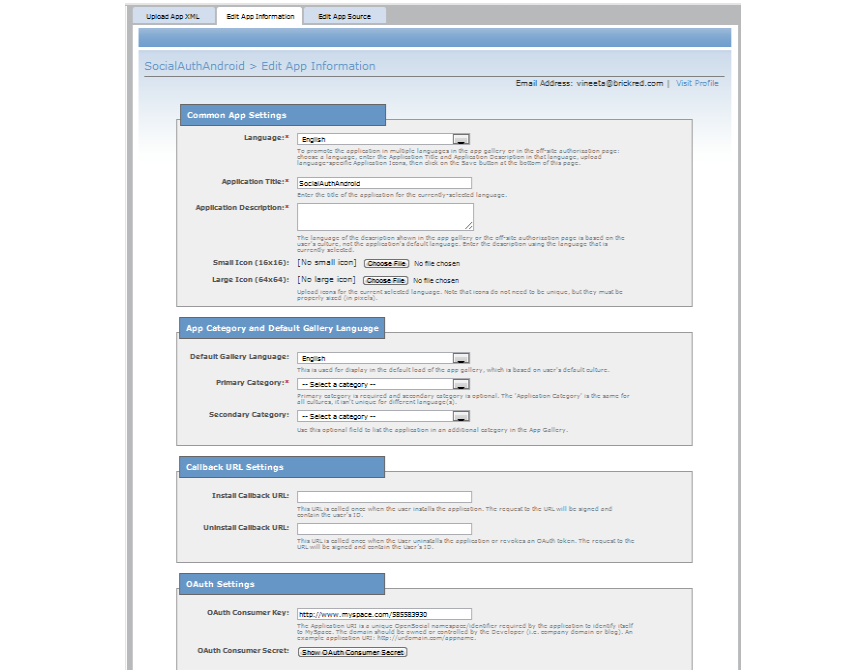 Upload App XML Edit App Information Edit App Source
SocialAuthAndroid > Edit App Information
Email Address: vineeta@brickred.com | Visit Profile
Common App Settings
Language:* English
To promote the application in multiple languages in the app gallery or in the off-site authorization page:
choose a language, enter the Application Title and Application Description in that language, upload
language-specific Application Icons, then click on the Save button at the bottom of this page.
Application Title:* SocialAuthAndroid
Enter the title of the application for the currently-selected language.
Application Description:*
The language of the description shown in the app gallery or the off-site authorization page is based on the
user's culture, not the application's default language. Enter the description using the language that is
currently selected.
Small Icon (16x16): [No small icon] Choose File No file chosen
Large Icon (64x64): [No large icon] Choose File No file chosen
Upload icons for the current selected language. Note that icons do not need to be unique, but they must be
properly sized (in pixels).
App Category and Default Gallery Language
Default Gallery Language: English
This is used for display in the default load of the app gallery, which is based on user's default culture.
Primary Category:* -- Select a category --
Primary category is required and secondary category is optional. The 'Application Category' is the same for
all cultures, it isn't unique for different language(s).
Secondary Category: -- Select a category --
Use this optional field to list the application in an additional category in the App Gallery.
Callback URL Settings
Install Callback URL:
This URL is called once when the user installs the application. The request to the URL will be signed and
contain the user's ID.
Uninstall Callback URL:
This URL is called once when the User uninstalls the application or revokes an OAuth token. The request to the
URL will be signed and contain the User's ID.
OAuth Settings
OAuth Consumer Key: http://www.myspace.com/585583930
The Application URI is a unique OpenSocial namespace/identifier required by the application to identify itself
to MySpace. The domain should be owned or controlled by the Developer (i.e. company domain or blog). An
example application URI: http://urdomain.com/appname.
OAuth Consumer Secret: Show OAuth Consumer Secret